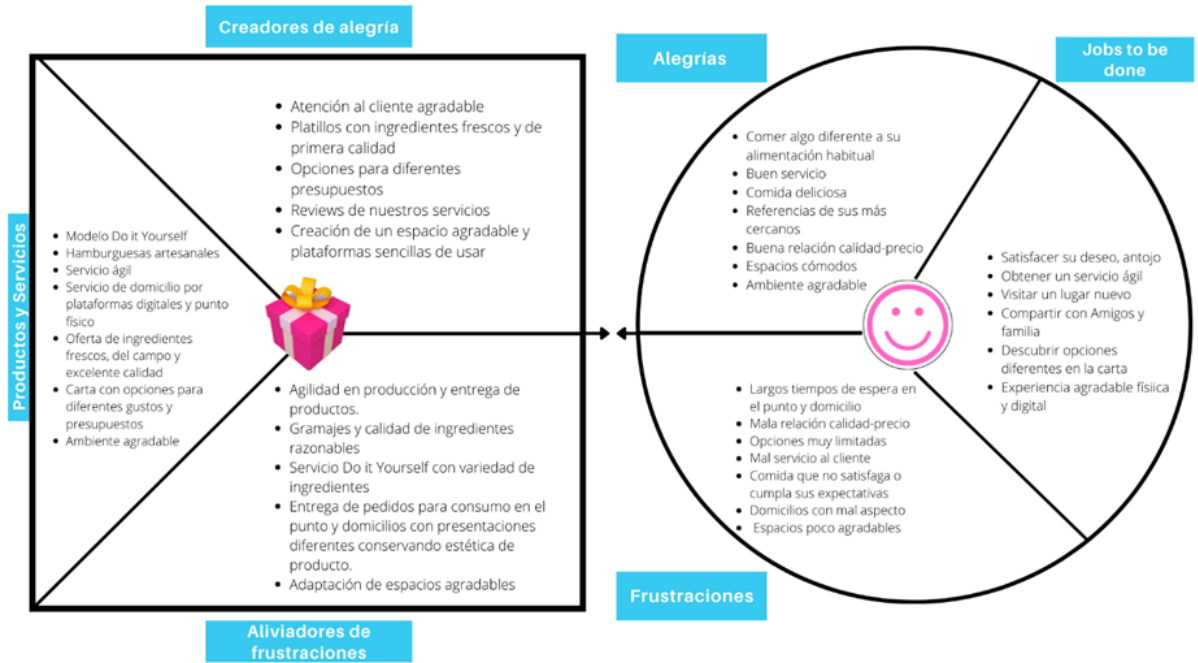 Creadores de alegría
• Atención al cliente agradable
• Platillos con ingredientes frescos y de
primera calidad
• Opciones para diferentes
presupuestos
• Reviews de nuestros servicios
• Creación de un espacio agradable y
plataformas sencillas de usar
Productos y Servicios
• Modelo Do it Yourself
• Hamburguesas artesanales
• Servicio ágil
• Servicio de domicilio por
plataformas digitales y punto
físico
• Oferta de ingredientes
frescos, del campo y
excelente calidad
• Carta con opciones para
diferentes gustos y
presupuestos
• Ambiente agradable
• Agilidad en producción y entrega de
productos.
• Gramajes y calidad de ingredientes
razonables
• Servicio Do it Yourself con variedad de
ingredientes
• Entrega de pedidos para consumo en el
punto y domicilios con presentaciones
diferentes conservando estética de
producto.
• Adaptación de espacios agradables
Aliviadores de
frustraciones
Alegrías
• Comer algo diferente a su
alimentación habitual
• Buen servicio
• Comida deliciosa
• Referencias de sus más
cercanos
• Buena relación calidad-precio
• Espacios cómodos
• Ambiente agradable
Jobs to be
done
• Satisfacer su deseo, antojo
• Obtener un servicio ágil
• Visitar un lugar nuevo
• Compartir con Amigos y
familia
• Descubrir opciones
diferentes en la carta
• Experiencia agradable físiica
y digital
• Largos tiempos de espera en
el punto y domicilio
• Mala relación calidad-precio
• Opciones muy limitadas
• Mal servicio al cliente
• Comida que no satisfaga o
cumpla sus expectativas
• Domicilios con mal aspecto
• Espacios poco agradables
Frustraciones